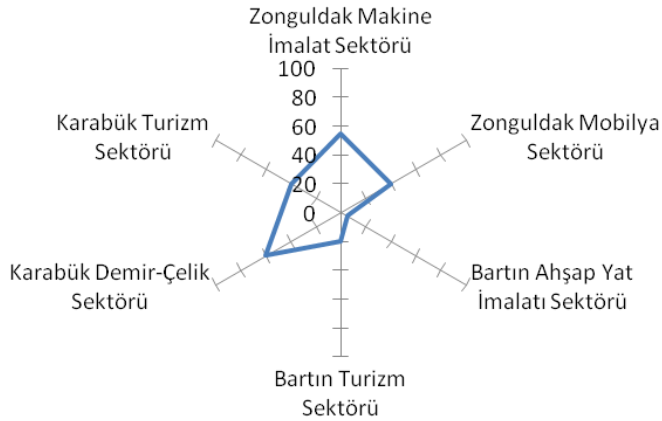 Zonguldak Makine
İmalat Sektörü
100
80
60
40
20
0
Zonguldak Mobilya
Sektörü
Bartın Ahşap Yat
İmalatı Sektörü
Bartın Turizm
Sektörü
Karabük Demir-Çelik
Sektörü
Karabük Turizm
Sektörü